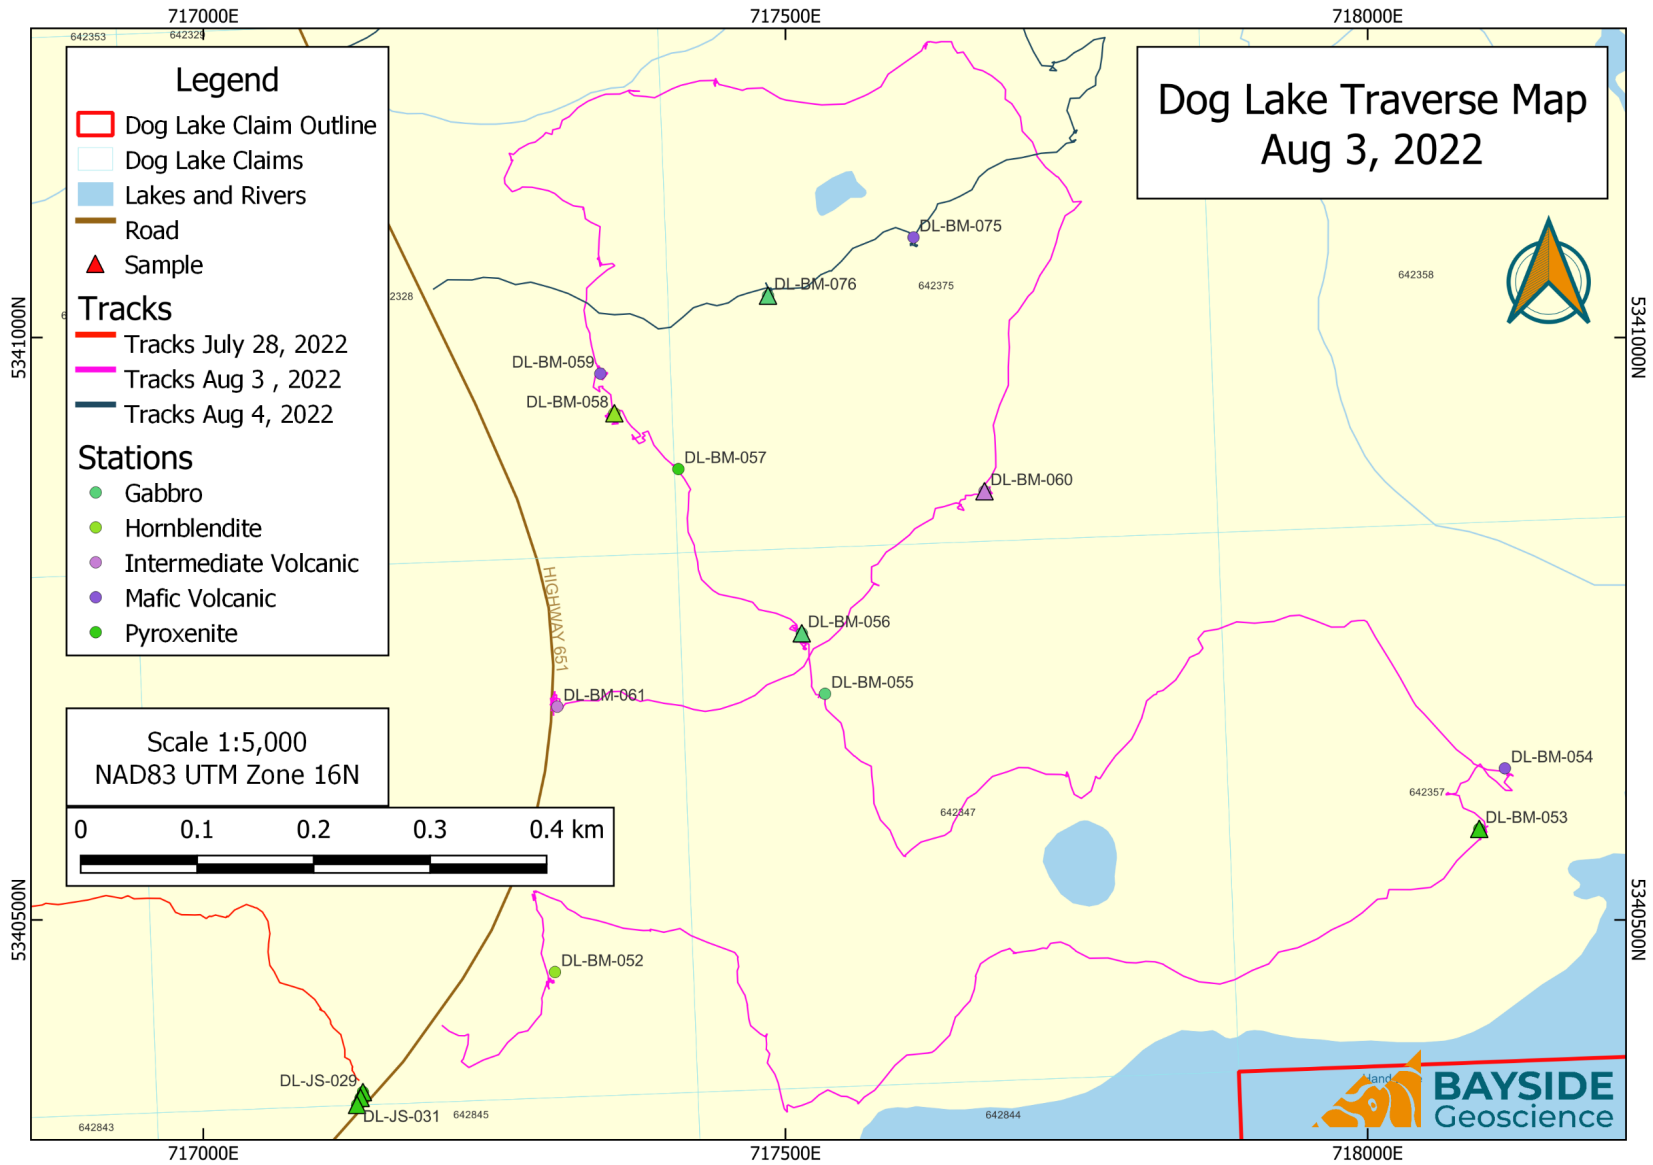 717000E
717500E
718000E
642353
642329
Legend
Dog Lake Claim Outline
Dog Lake Claims
Lakes and Rivers
Road
Sample
Tracks
Tracks July 28, 2022
Tracks Aug 3 , 2022
Tracks Aug 4, 2022
Stations
Gabbro
Hornblendite
Intermediate Volcanic
Mafic Volcanic
Pyroxenite
Dog Lake Traverse Map
Aug 3, 2022
DL-BM-075
642358
DL-BM-076
642375
2328
5341000N
5341000N
DL-BM-059
DL-BM-058
DL-BM-057
DL-BM-060
HIGHWAY 651
DL-BM-056
DL-BM-055
DL-BM-061
Scale 1:5,000
NAD83 UTM Zone 16N
0 0.1 0.2 0.3 0.4 km
DL-BM-054
642357
642347
DL-BM-053
5340500N
5340500N
DL-BM-052
DL-JS-029
DL-JS-031
642843
642845
642844
BAYSIDE
Geoscience
717000E
717500E
718000E